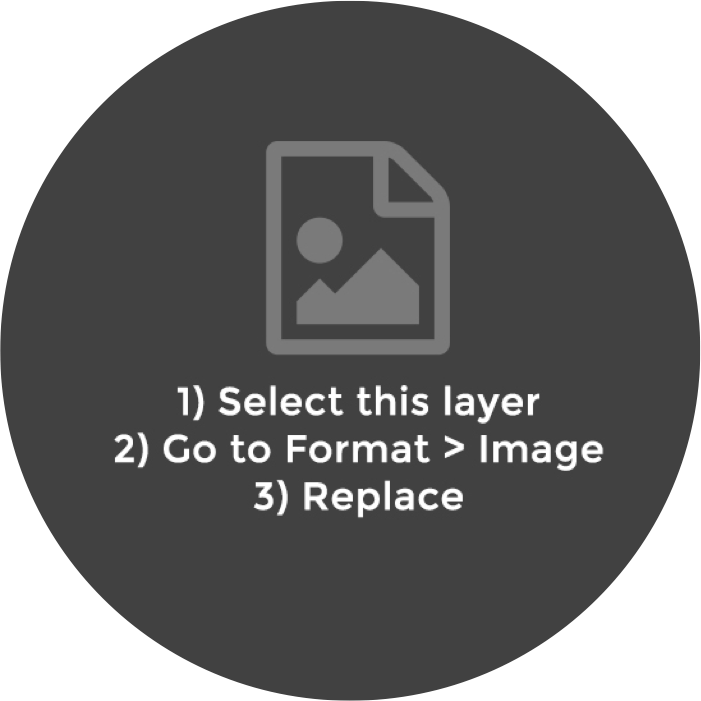 1) Select this layer
2) Go to Format > Image
3) Replace